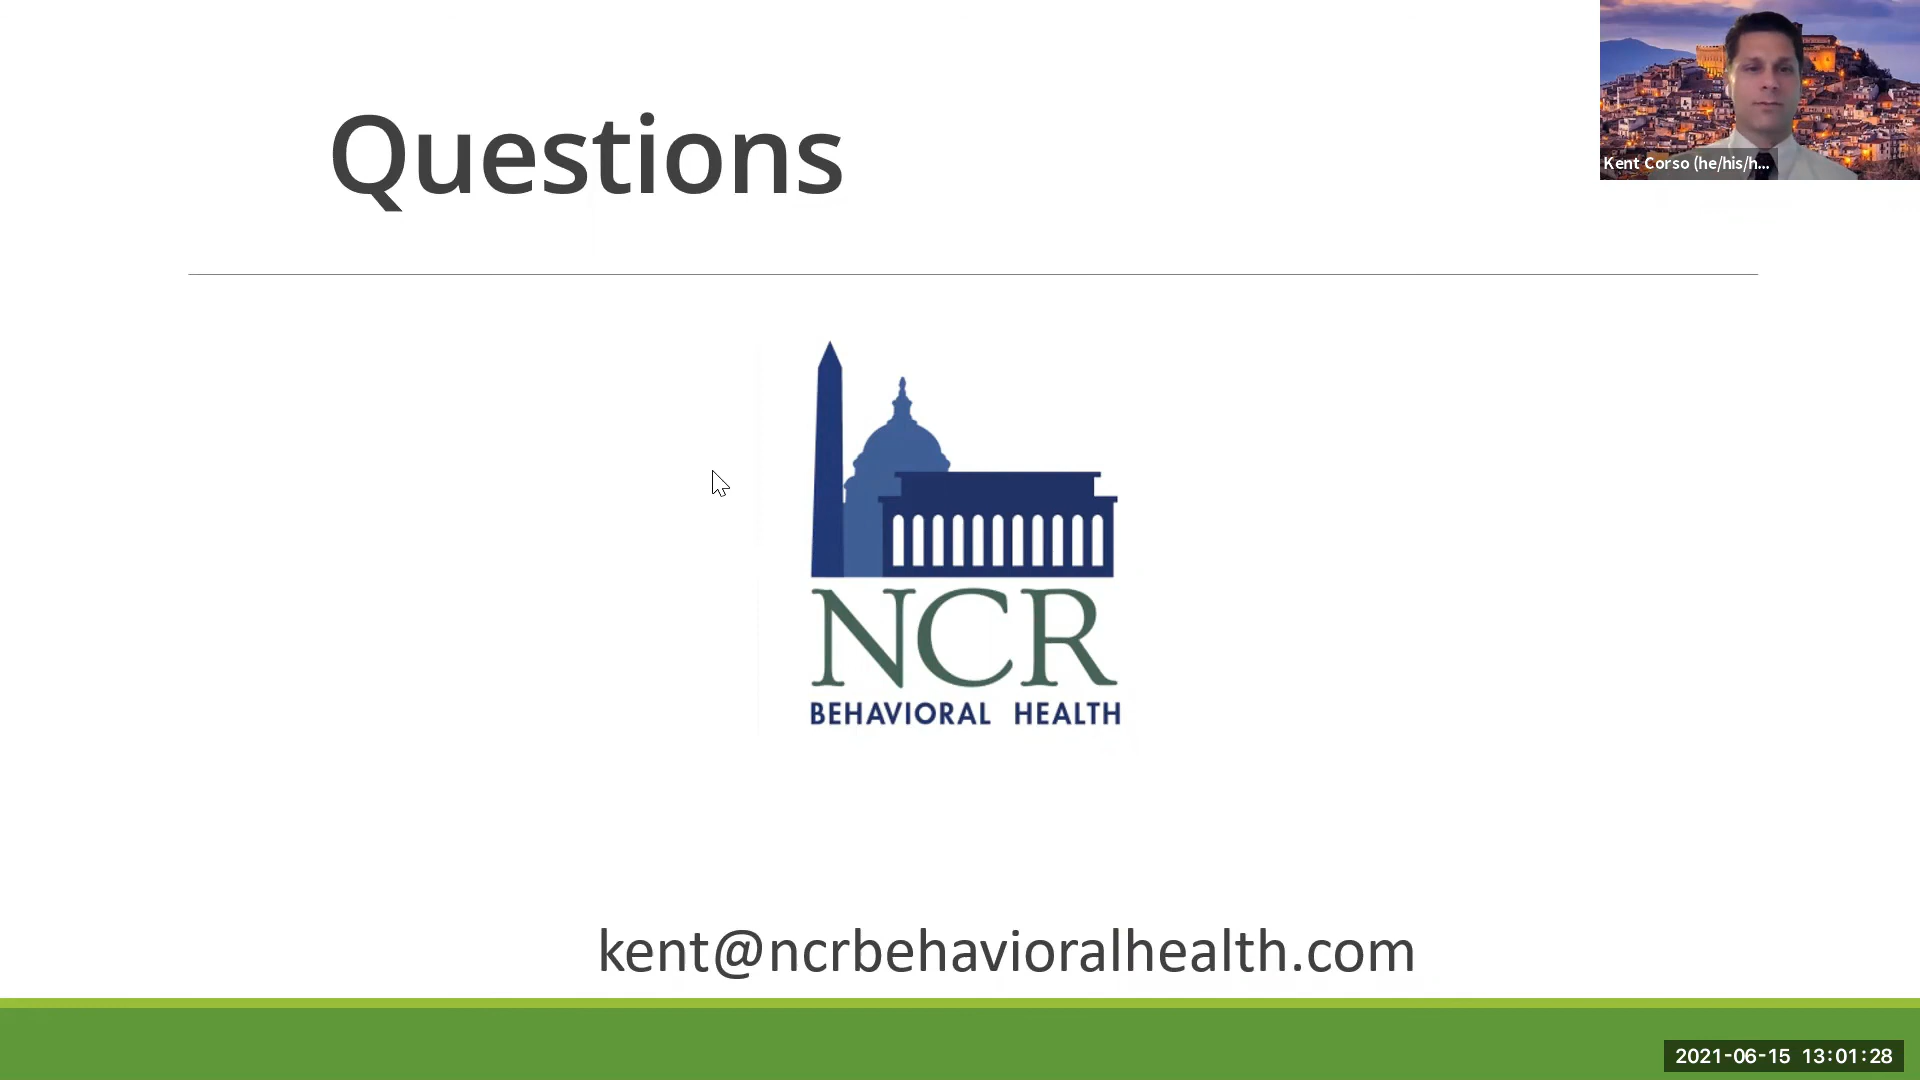 Questions
Kent Corso (he/his/h...
NCR
BEHAVIORAL HEALTH
kent@ncrbehavioralhealth.com
2021-06-15 13:01:28